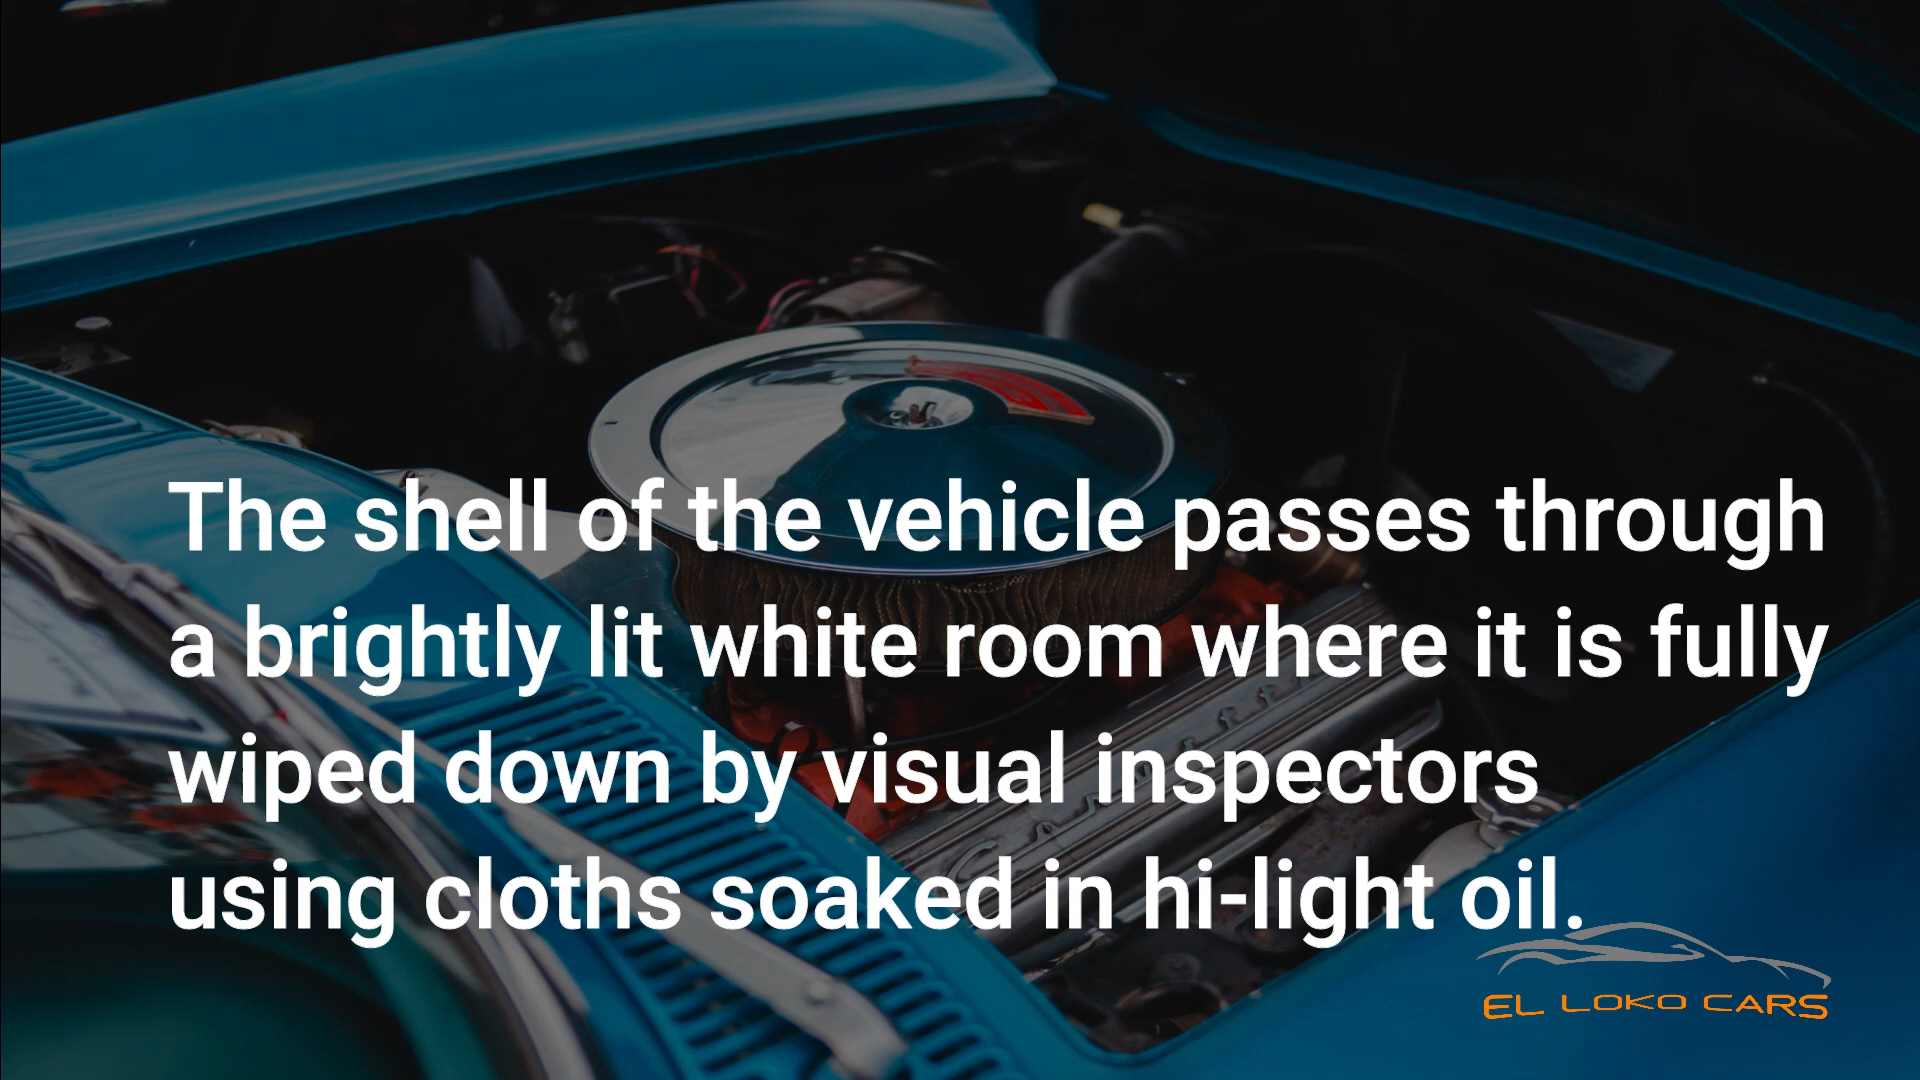 The shell of the vehicle passes through
a brightly lit white room where it is fully
wiped down by visual inspectors
using cloths soaked in hi-light oil.
EL LOKO CARS